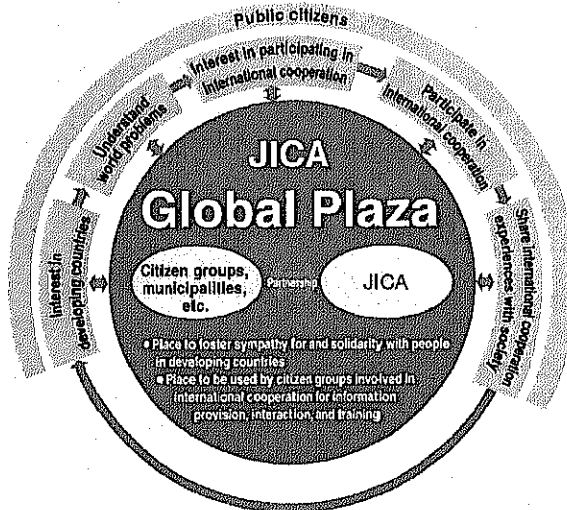 Public citizens
Interest in
developing countries
Understand
world problems
Interest in participating in
international cooperation
Participate in
international cooperation
Share international cooperation
experiences with society
JICA
Global Plaza
Citizen groups,
municipalities,
etc.
Partnership
JICA
• Place to foster sympathy for and solidarity with people
in developing countries
• Place to be used by citizen groups involved in
international cooperation for information
provision, interaction, and training